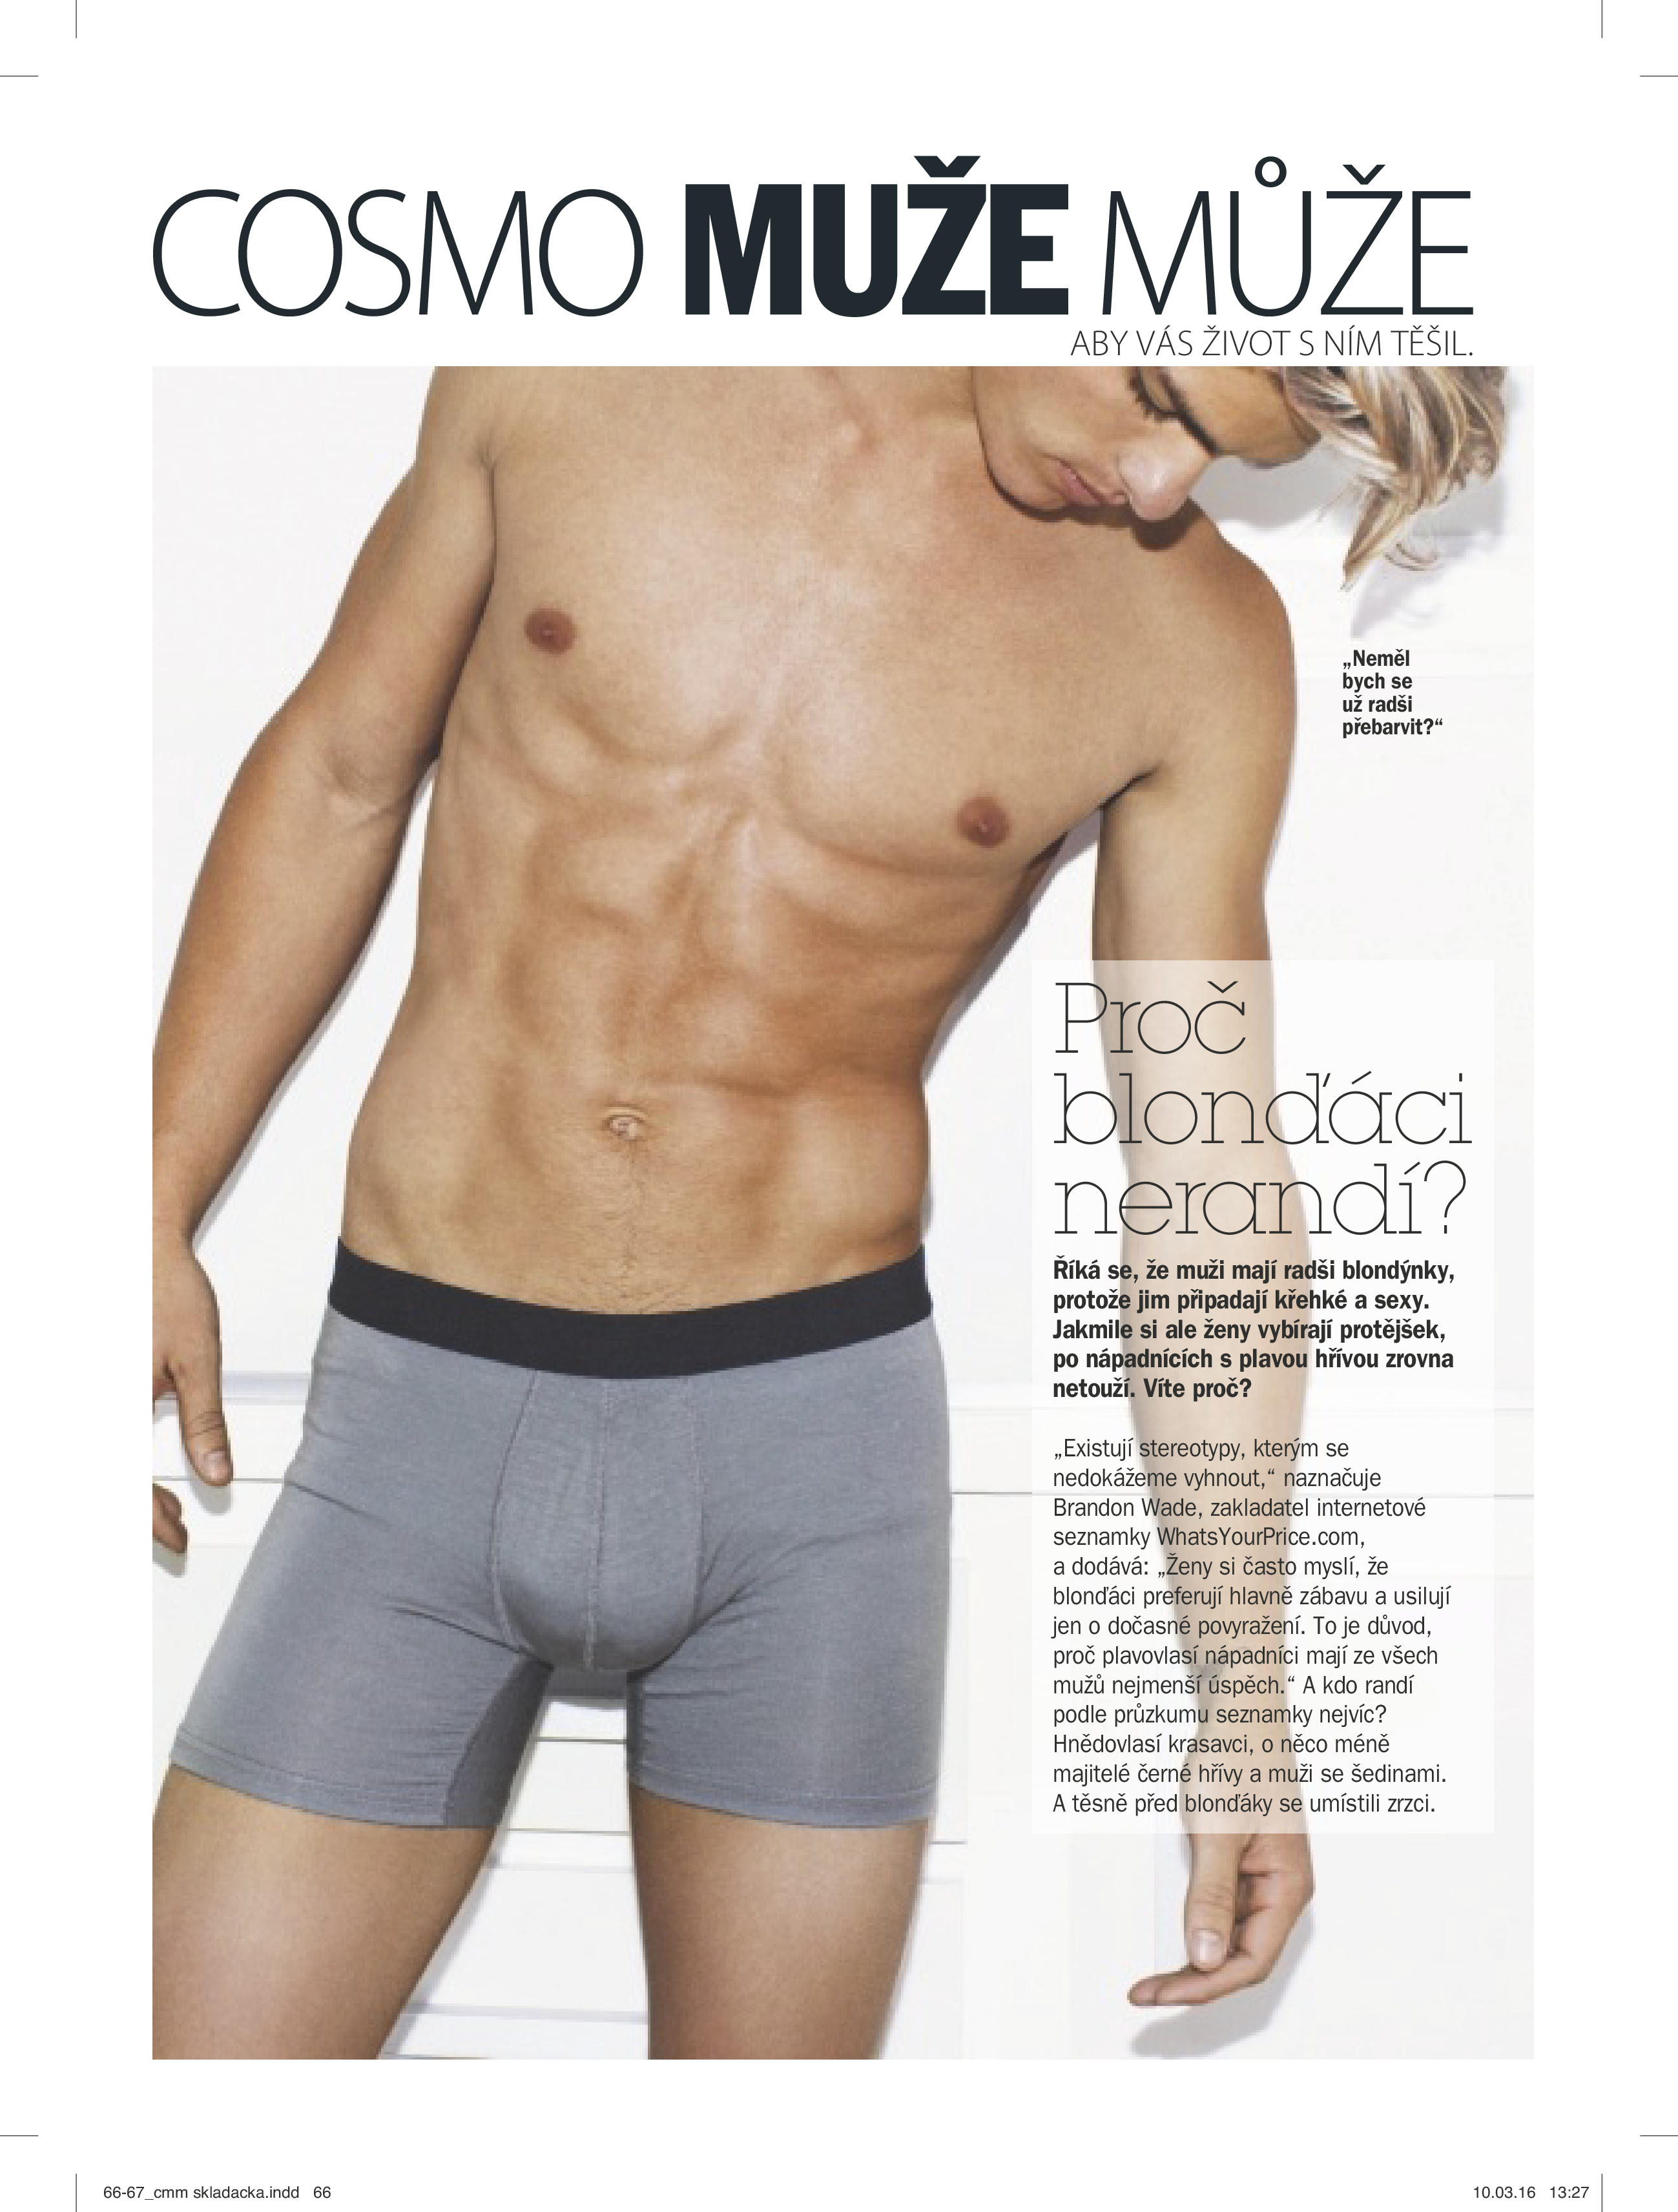 COSMO MUŽE MŮŽE
ABY VÁS ŽIVOT S NÍM TĚŠIL.
„Neměl
bych se
už radši
přebarvit?“
Proč
blonďáci
nerandí?
Říká se, že muži mají radši blondýnky,
protože jim připadají křehké a sexy.
Jakmile si ale ženy vybírají protějšek,
po nápadnících s plavou hřívou zrovna
netouží. Víte proč?
„Existují stereotypy, kterým se
nedokážeme vyhnout,“ naznačuje
Brandon Wade, zakladatel internetové
seznamky WhatsYourPrice.com,
a dodává: „Ženy si často myslí, že
blonďáci preferují hlavně zábavu a usilují
jen o dočasné povyražení. To je důvod,
proč plavovlasí nápadníci mají ze všech
mužů nejmenší úspěch.“ A kdo randí
podle průzkumu seznamky nejvíc?
Hnědovlasí krasavci, o něco méně
majitelé černé hřívy a muži se šedinami.
A těsně před blonďáky se umístili zrzci.
66-67_cmm skladacka.indd 66
10.03.16 13:27